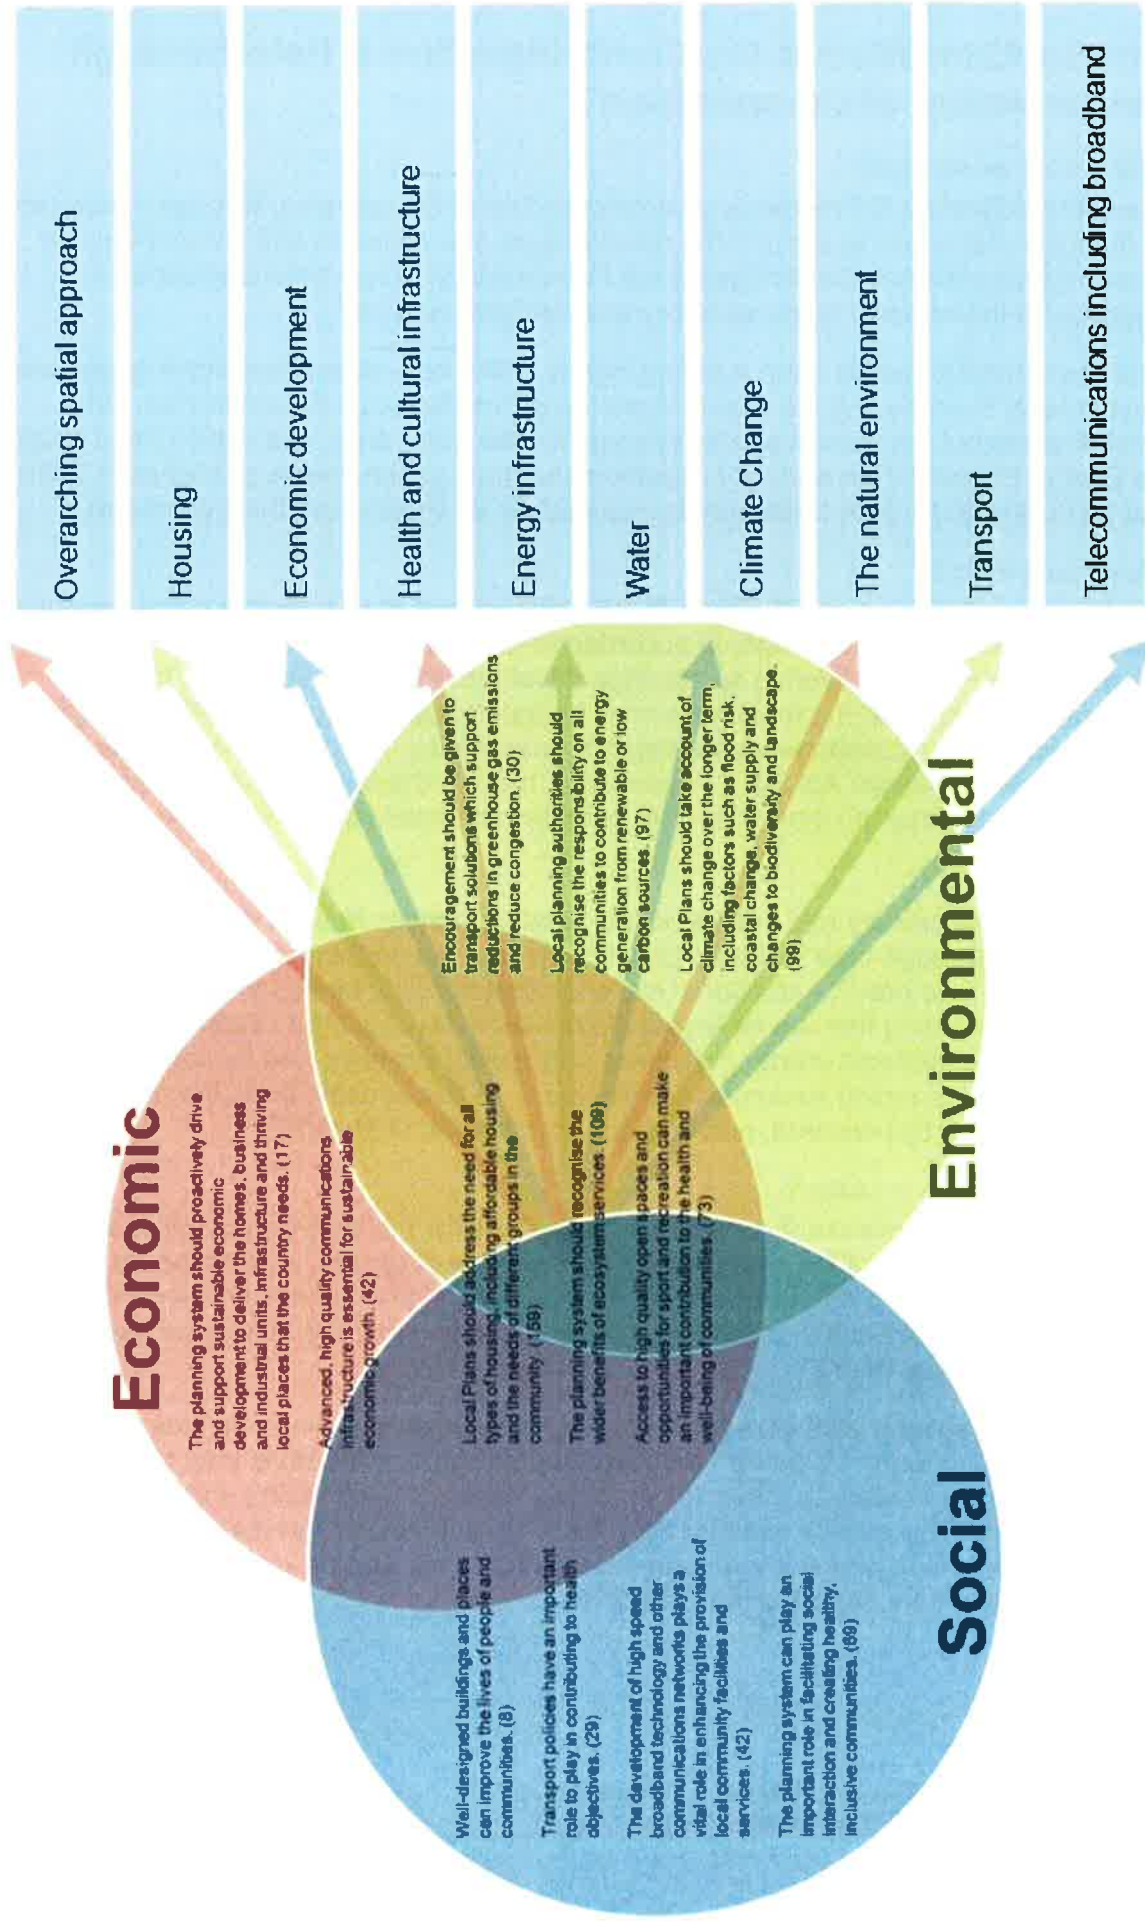 Economic
The planning system should proactively drive
and support sustainable economic
development to deliver the homes, business
and industrial units, infrastructure and thriving
local places that the country needs. (17)
Advanced, high quality communications
infrastructure is essential for sustainable
economic growth. (42)
Well-designed buildings and places
can improve the lives of people and
communities. (8)
Transport policies have an important
role to play in contributing to health
objectives. (29)
The development of high speed
broadband technology and other
communications networks plays a
vital role in enhancing the provision of
local community facilities and
services. (42)
The planning system can play an
important role in facilitating social
interaction and creating healthy,
inclusive communities. (69)
Social
Local Plans should address the need for all
types of housing, including affordable housing
and the needs of different groups in the
community. (159)
The planning system should recognise the
wider benefits of ecosystem services. (109)
Access to high quality open spaces and
opportunities for sport and recreation can make
an important contribution to the health and
well-being of communities. (73)
Encouragement should be given to
transport solutions which support
reductions in greenhouse gas emissions
and reduce congestion. (30)
Local planning authorities should
recognise the responsibility on all
communities to contribute to energy
generation from renewable or low
carbon sources. (97)
Local Plans should take account of
climate change over the longer term,
including factors such as flood risk,
coastal change, water supply and
changes to biodiversity and landscape.
(99)
Environmental
Overarching spatial approach
Housing
Economic development
Health and cultural infrastructure
Energy infrastructure
Water
Climate Change
The natural environment
Transport
Telecommunications including broadband